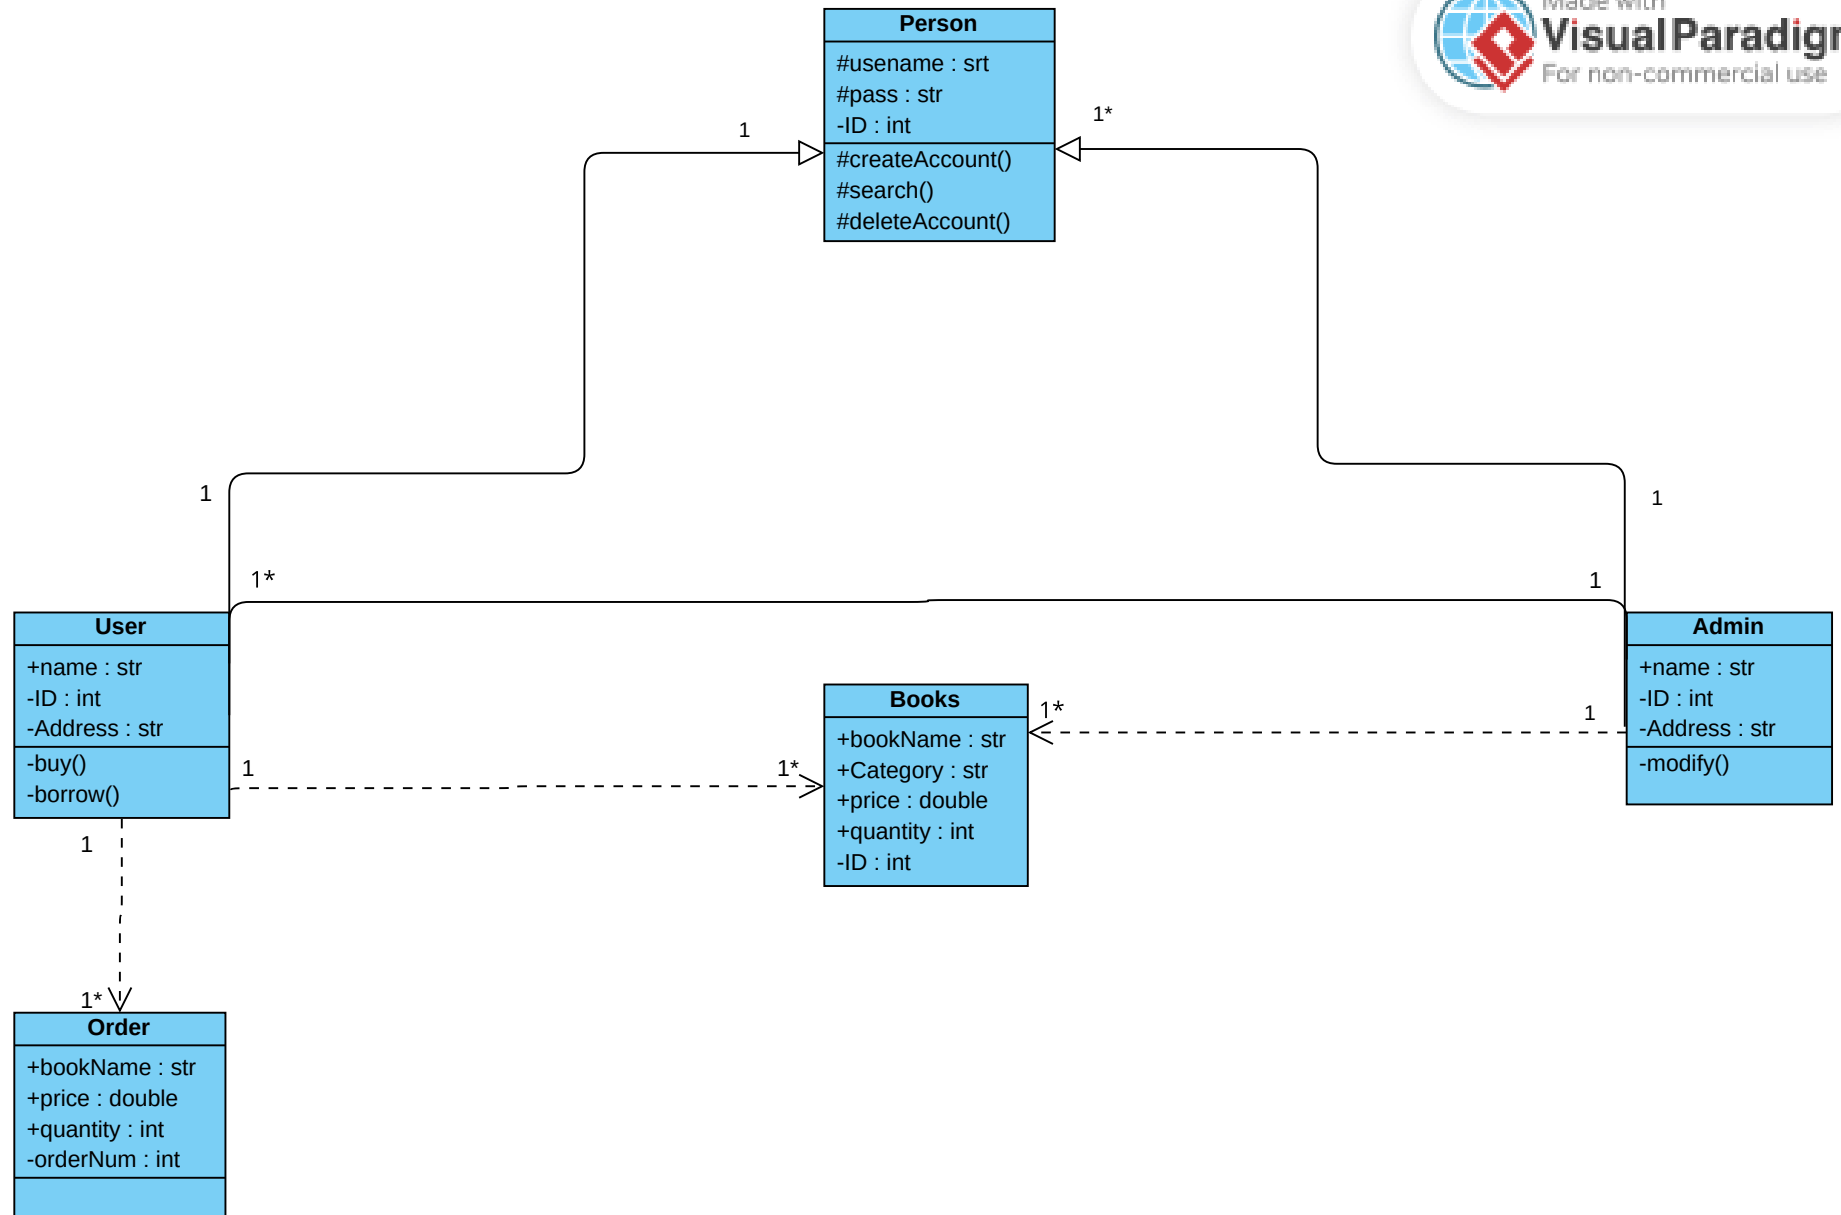 Made with
Visual Paradigm
For non-commercial use
Person
#usename : srt
#pass : str
-ID : int
#createAccount()
#search()
#deleteAccount()
1
1*
1
1
1*
1
User
+name : str
-ID : int
-Address : str
-buy()
-borrow()
Admin
+name : str
-ID : int
-Address : str
-modify()
Books
+bookName : str
+Category : str
+price : double
+quantity : int
-ID : int
1*
1
1
1*
1
1*
Order
+bookName : str
+price : double
+quantity : int
-orderNum : int